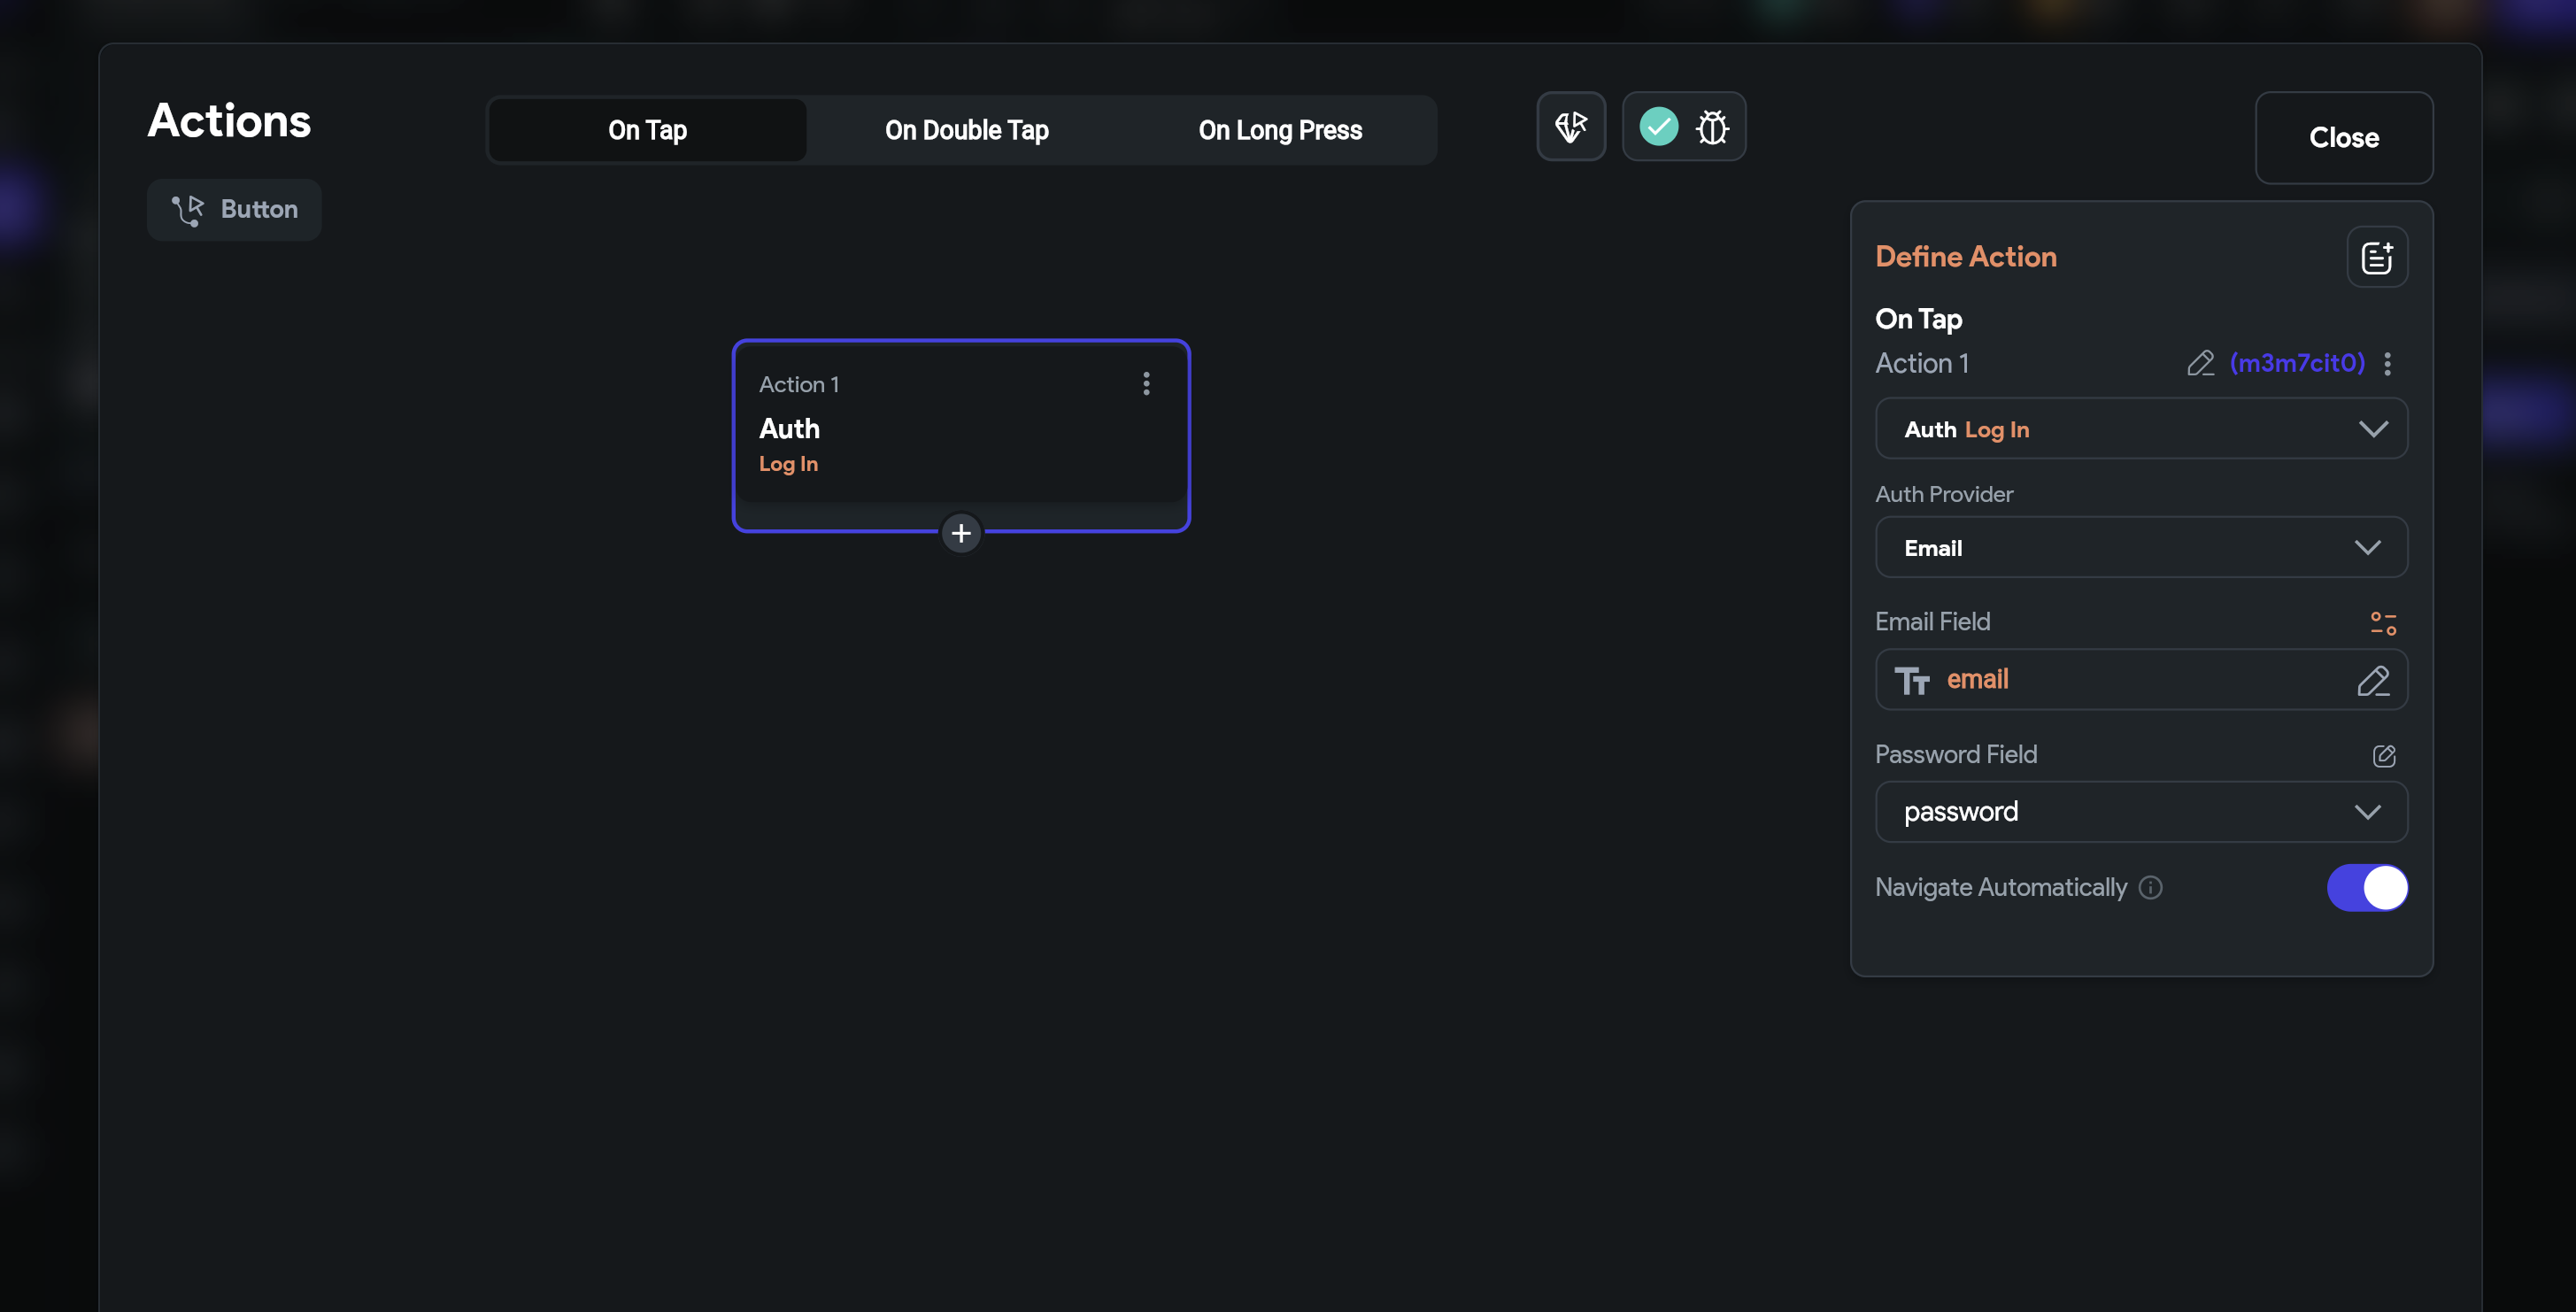 Actions
On Tap
On Double Tap
On Long Press
Close
Button
Action 1
Auth
Log In
Define Action
On Tap
Action 1
(m3m7cit0)
Auth Log In
Auth Provider
Email
Email Field
Tт email
Password Field
password
Navigate Automatically